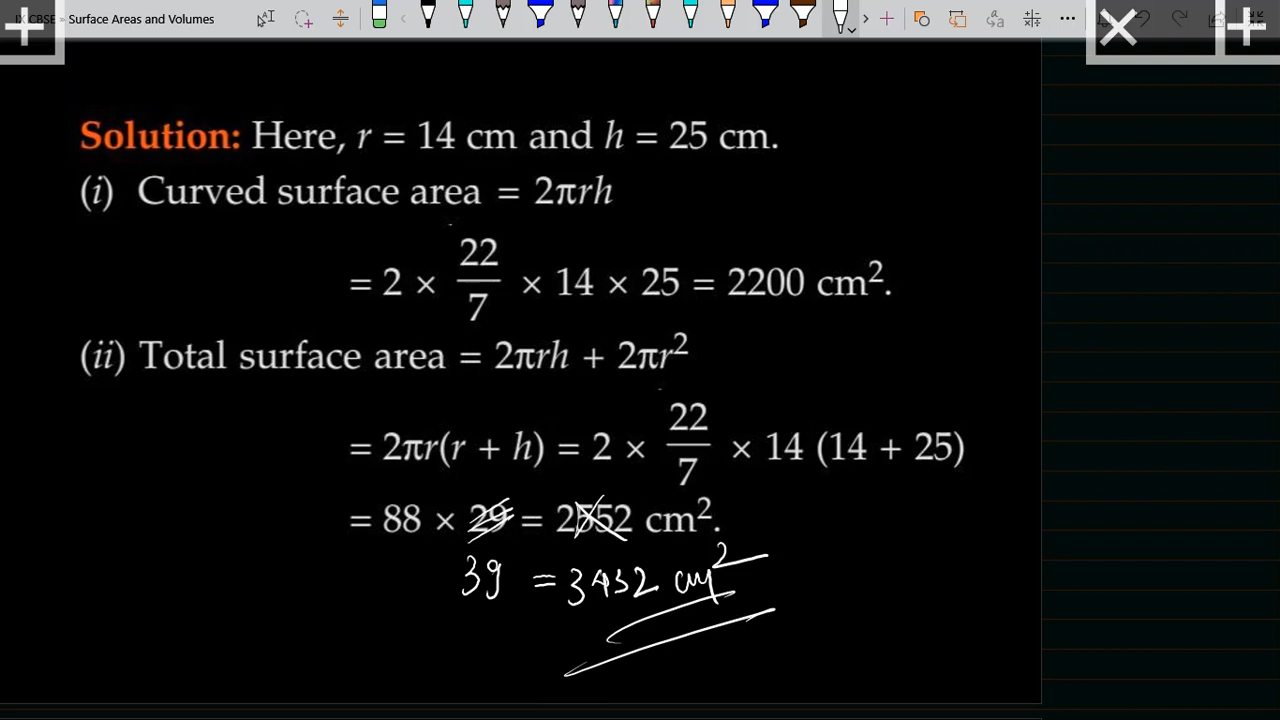 IX CBSE » Surface Areas and Volumes
Solution: Here, r = 14 cm and h = 25 cm.
(i) Curved surface area = 2πrh
= 2 × 22/7 × 14 × 25 = 2200 cm².
(ii) Total surface area = 2πrh + 2πr²
= 2πr(r + h) = 2 × 22/7 × 14 (14 + 25)
= 88 × 29 = 2552 cm².
39 = 3432 cm²